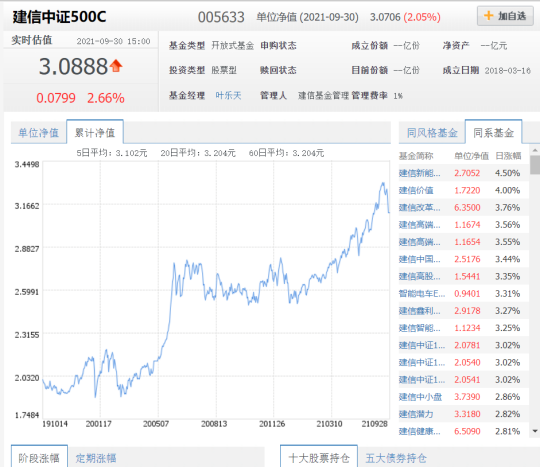 建信中证500C 005633 单位净值 (2021-09-30) 3.0706 (2.05%) 加自选
实时估值 2021-09-30 15:00
3.0888
0.0799 2.66%
基金类型 开放式基金 申购状态 成立份额 --亿份 净资产 --亿元
投资类型 股票型 赎回状态 目前份额 --亿份 成立日期 2018-03-16
基金经理 叶乐天 管理人 建信基金管理 管理费率 1%
单位净值 累计净值
5日平均: 3.102元 20日平均: 3.204元 60日平均: 3.204元
3.4498
3.1662
2.8827
2.5991
2.3155
2.0320
1.7484
191014 200117 200507 200813 201126 210310 210928
同风格基金 同系基金
基金简称 单位净值 日涨幅
建信新能... 2.7052 4.50%
建信价值 1.7220 4.00%
建信改革... 6.3500 3.76%
建信高端... 1.1674 3.56%
建信高端... 1.1654 3.55%
建信中国... 2.5176 3.44%
建信高股... 1.5441 3.35%
智能电车E... 0.9401 3.31%
建信鑫利... 2.9178 3.27%
建信智能... 1.1234 3.25%
建信中证1... 2.0781 3.02%
建信中证1... 2.0540 3.02%
建信中证1... 2.0541 3.02%
建信中小盘 3.7390 2.86%
建信潜力 3.3180 2.82%
建信健康... 6.5090 2.81%
阶段涨幅 定期涨幅
十大股票持仓 五大债券持仓